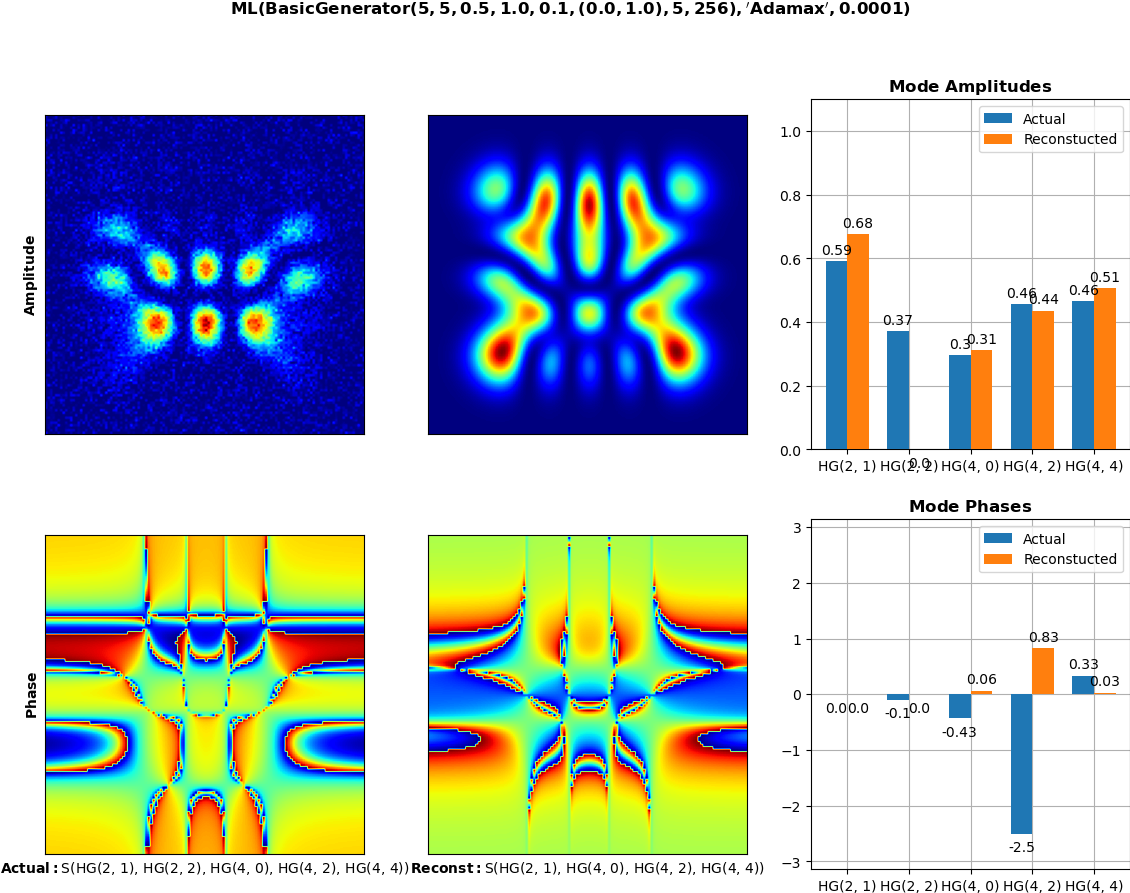 ML(BasicGenerator(5, 5, 0.5, 1.0, 0.1, (0.0, 1.0), 5, 256), 'Adamax', 0.0001)
Mode Amplitudes
Actual
Reconstucted
1.0
0.8
0.6
0.4
0.2
0.0
0.59
0.68
0.37
0.0
0.3
0.31
0.46
0.44
0.46
0.51
HG(2, 1) HG(2, 2) HG(4, 0) HG(4, 2) HG(4, 4)
Amplitude
Mode Phases
Actual
Reconstucted
3
2
1
0
−1
−2
−3
0.0
0.0
-0.1
0.0
-0.43
0.06
-2.5
0.83
0.33
0.03
HG(2, 1) HG(2, 2) HG(4, 0) HG(4, 2) HG(4, 4)
Phase
Actual: S(HG(2, 1), HG(2, 2), HG(4, 0), HG(4, 2), HG(4, 4))
Reconst: S(HG(2, 1), HG(4, 0), HG(4, 2), HG(4, 4))